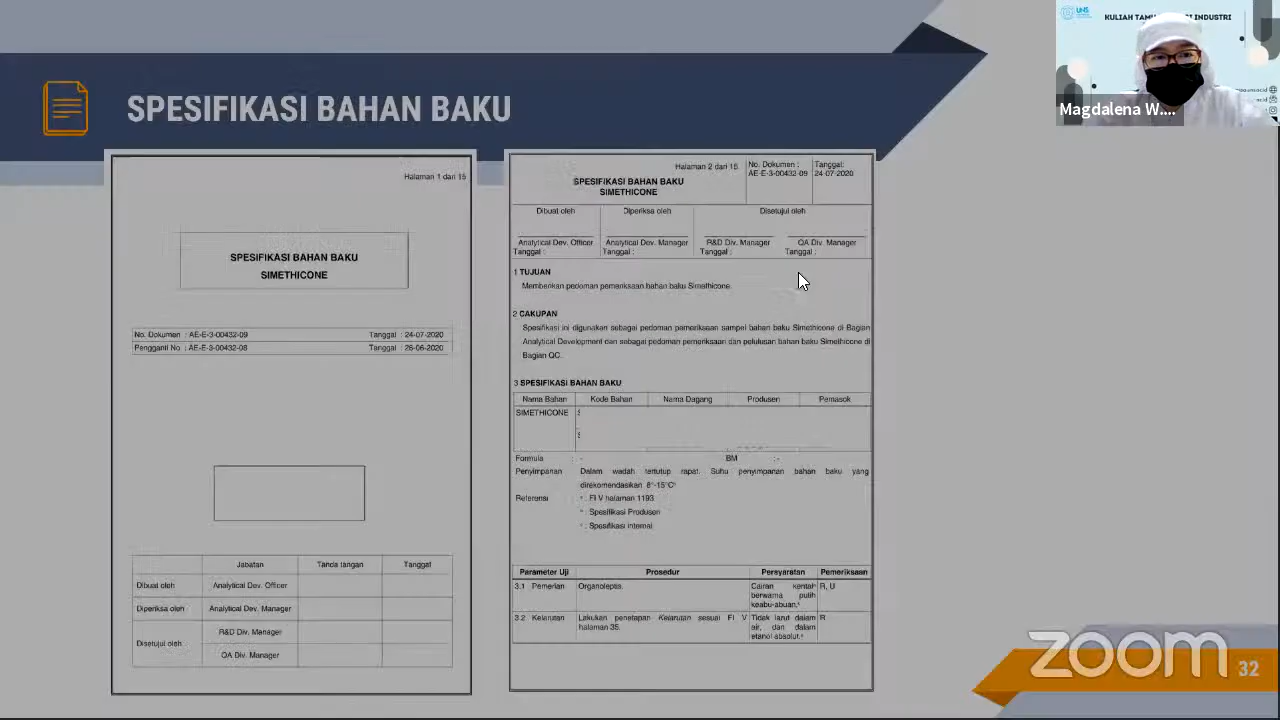 SPESIFIKASI BAHAN BAKU
UNS
KULIAH TAMU
INDUSTRI
Magdalena W....
Halaman 1 dari 15
SPESIFIKASI BAHAN BAKU
SIMETHICONE
No. Dokumen : AE-E-3-00432-09 Tanggal : 24-07-2020
Pengganti No : AE-E-3-00432-08 Tanggal : 26-06-2020
Jabatan Tanda tangan Tanggal
Dibuat oleh Analytical Dev. Officer
Diperiksa oleh Analytical Dev. Manager
Disetujui oleh R&D Div. Manager
QA Div. Manager
Halaman 2 dari 15
SPESIFIKASI BAHAN BAKU
SIMETHICONE
No. Dokumen :
AE-E-3-00432-09
Tanggal:
24-07-2020
Dibuat oleh Diperiksa oleh Disetujui oleh
Analytical Dev. Officer Analytical Dev. Manager R&D Div. Manager QA Div. Manager
Tanggal : Tanggal : Tanggal : Tanggal :
1 TUJUAN
Memberikan pedoman pemeriksaan bahan baku Simethicone.
2 CAKUPAN
Spesifikasi ini digunakan sebagai pedoman pemeriksaan sampel bahan baku Simethicone di Bagian
Analytical Development dan sebagai pedoman pemeriksaan dan pelulusan bahan baku Simethicone di
Bagian QC.
3 SPESIFIKASI BAHAN BAKU
Nama Bahan Kode Bahan Nama Dagang Produsen Pemasok
SIMETHICONE
Formula : - BM : -
Penyimpanan Dalam wadah tertutup rapat. Suhu penyimpanan bahan baku yang
direkomendasikan 8°-15°C
Referensi : FI V halaman 1193
: Spesifikasi Produsen
: Spesifikasi internal
Parameter Uji Prosedur Persyaratan Pemeriksaan
3.1 Pemerian Organoleptis. Cairan kental R, U
berwarna putih
keabu-abuan.
3.2 Kelarutan Lakukan penetapan Kelarutan sesuai FI V Tidak larut dalam R
halaman 35. air, dan dalam
etanol absolut.
zoom
32